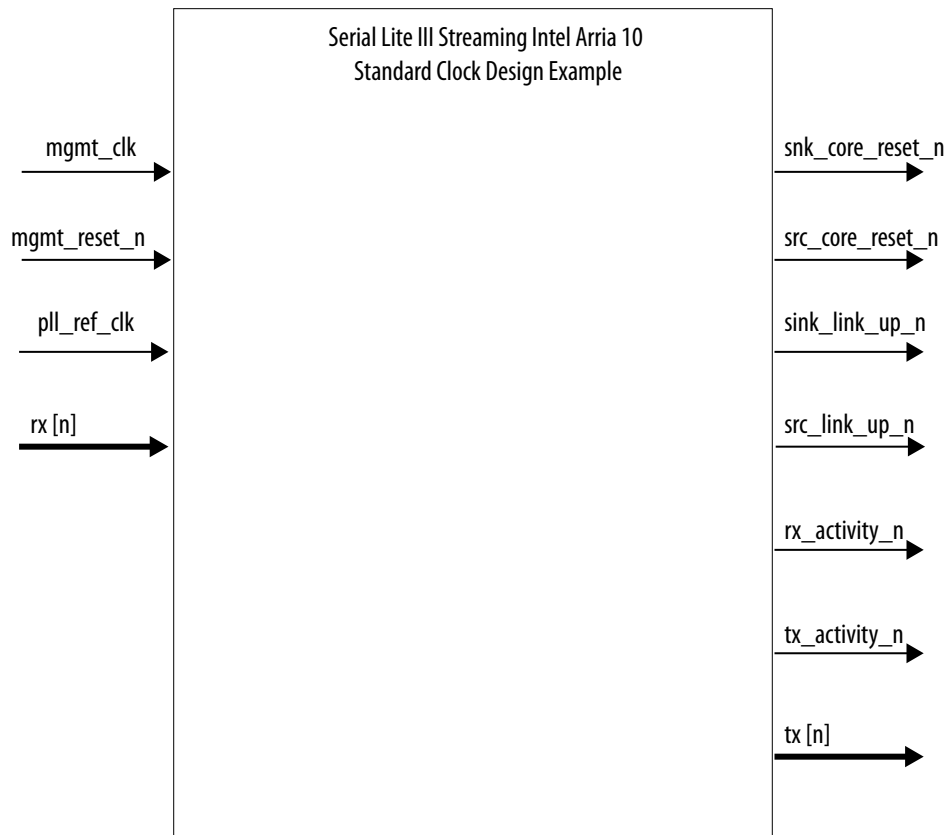 Serial Lite III Streaming Intel Arria 10
Standard Clock Design Example
mgmt_clk
mgmt_reset_n
pll_ref_clk
rx [n]
snk_core_reset_n
src_core_reset_n
sink_link_up_n
src_link_up_n
rx_activity_n
tx_activity_n
tx [n]